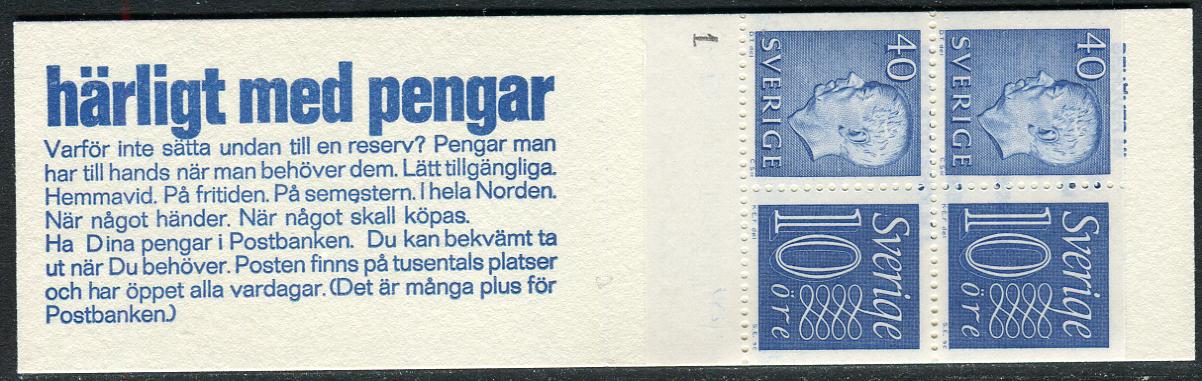 härligt med pengar
Varför inte sätta undan till en reserv? Pengar man
har till hands när man behöver dem. Lätt tillgängliga.
Hemmavid. På fritiden. På semestern. I hela Norden.
När något händer. När något skall köpas.
Ha Dina pengar i Postbanken. Du kan bekvämt ta
ut när Du behöver. Posten finns på tusentals platser
och har öppet alla vardagar. (Det är många plus för
Postbanken.)
1
SVERIGE
40
SVERIGE
40
Sverige
10
öre
Sverige
10
öre